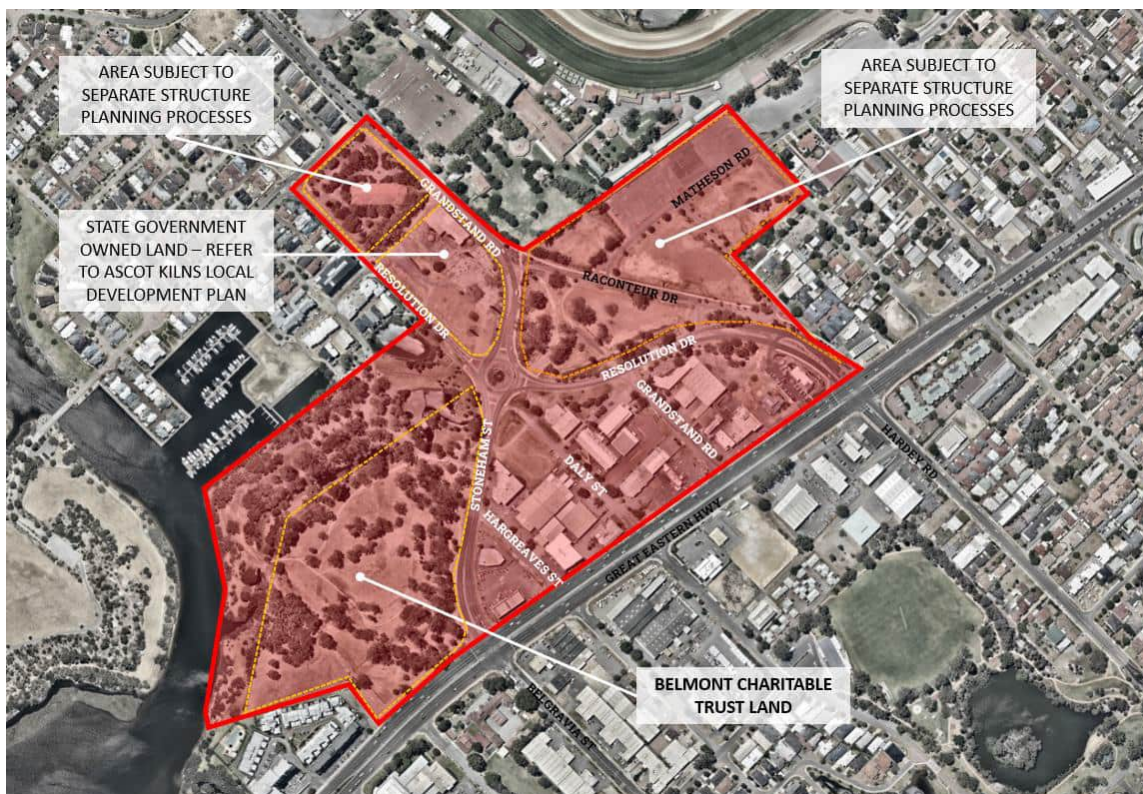 AREA SUBJECT TO
SEPARATE STRUCTURE
PLANNING PROCESSES
AREA SUBJECT TO
SEPARATE STRUCTURE
PLANNING PROCESSES
STATE GOVERNMENT
OWNED LAND – REFER
TO ASCOT KILNS LOCAL
DEVELOPMENT PLAN
GRANDSTAND RD
MATHESON RD
RESOLUTION DR
RACONTEUR DR
RESOLUTION DR
GRANDSTAND RD
STONEHAM ST
DALY ST
HARGREAVES ST
HARDEY RD
GREAT EASTERN HWY
BELMONT CHARITABLE
TRUST LAND
BELGRAVIA ST